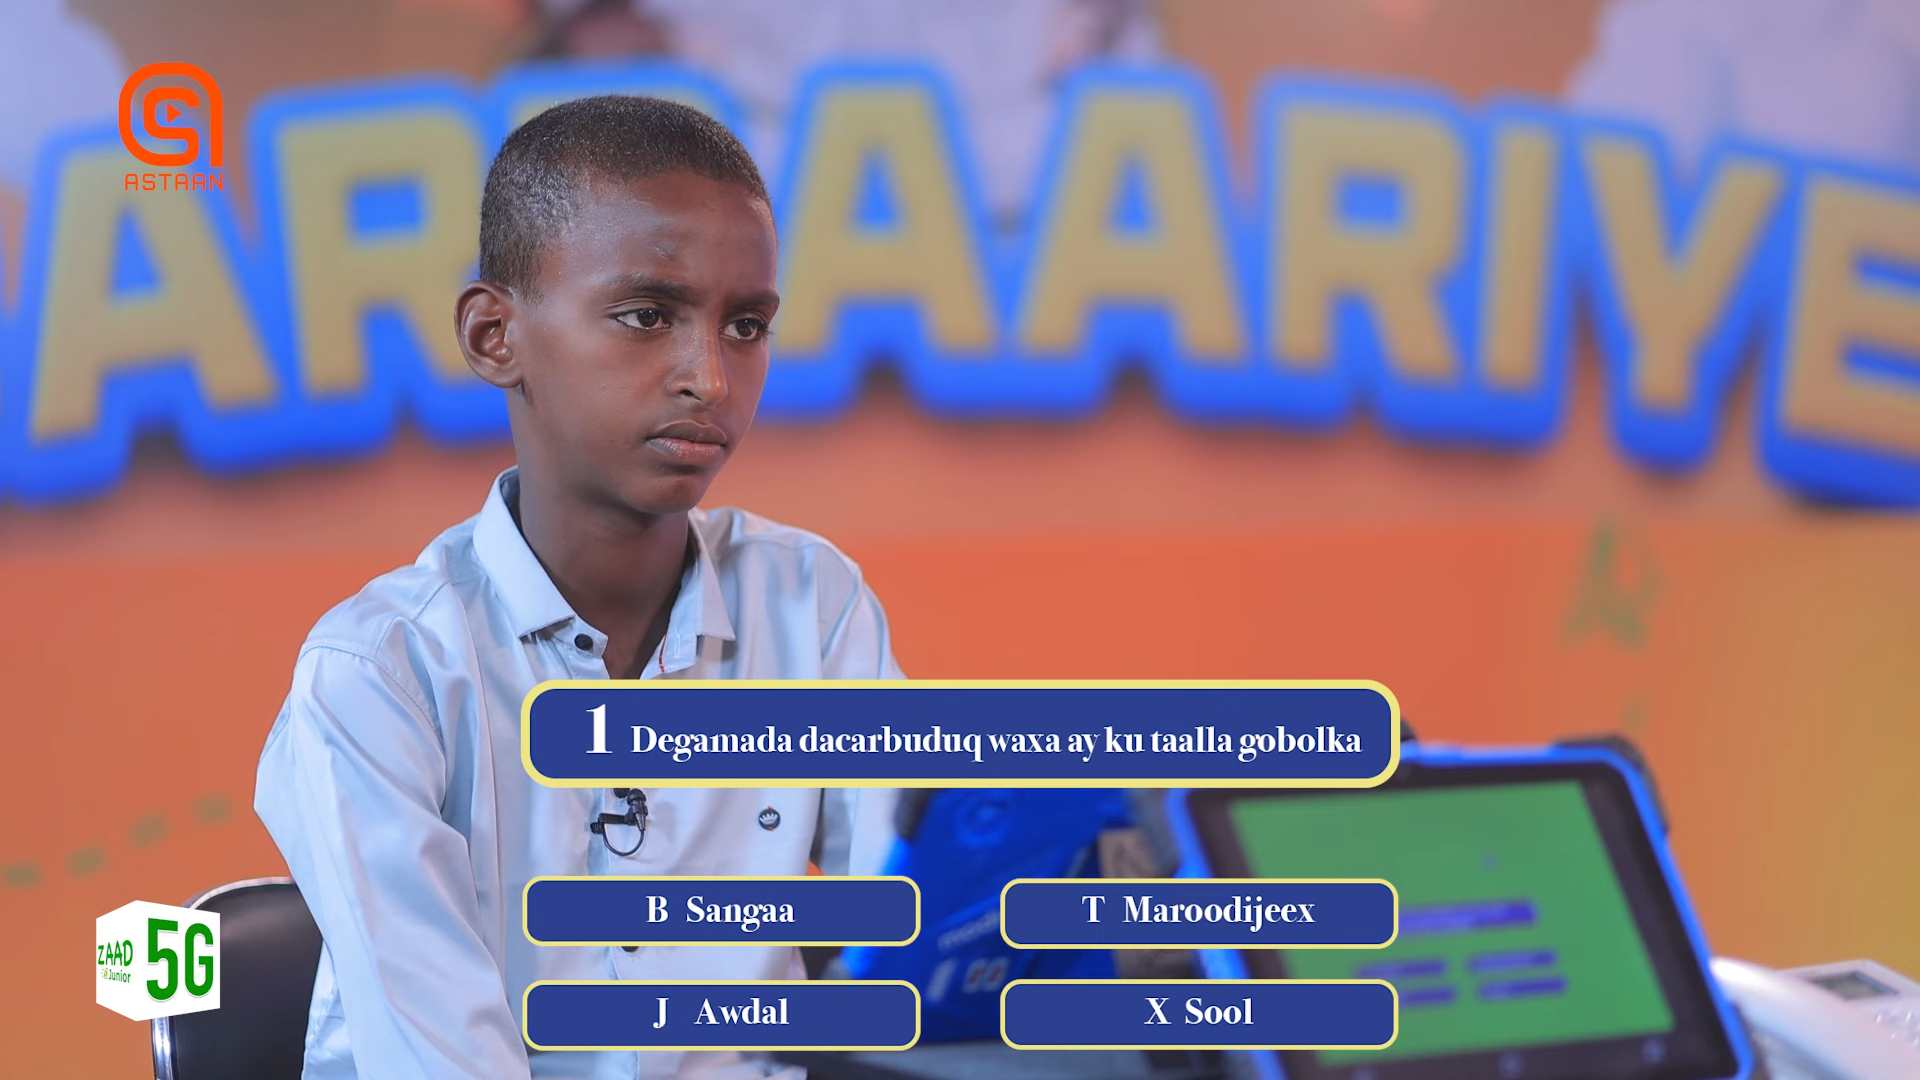 ASTAAN
1 Degamada dacarbuduq waxa ay ku taalla gobolka
B Sangaa
T Maroodijeex
J Awdal
X Sool
ZAAD
Junior
5G